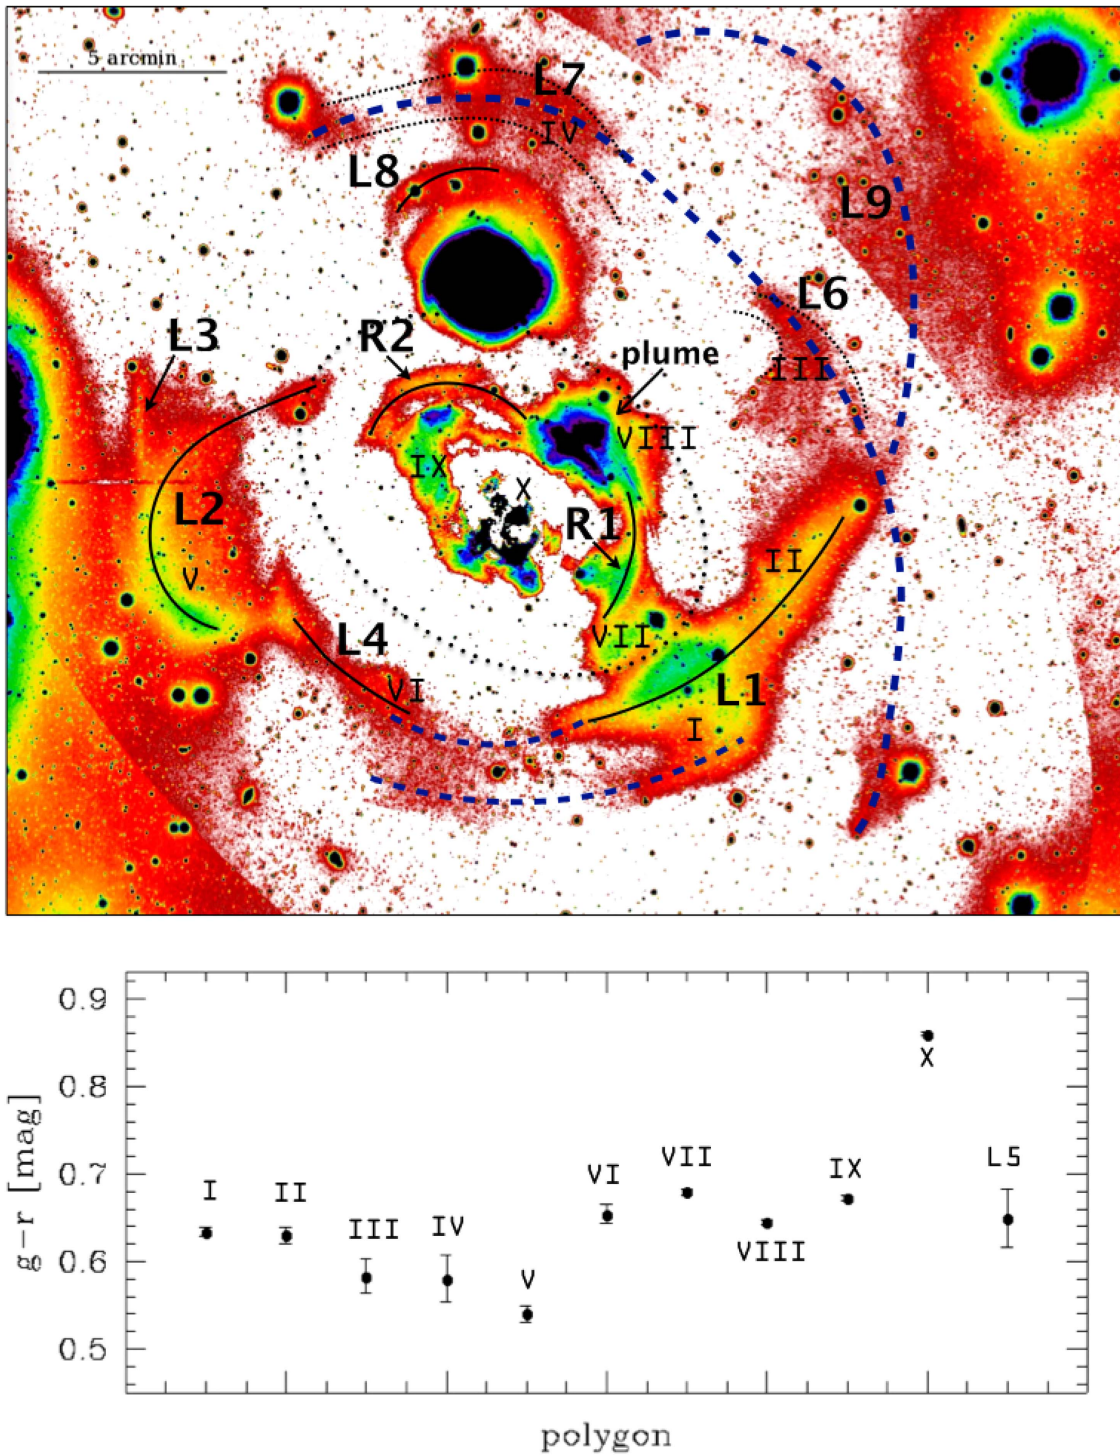 5 arcmin
L7
IV
L8
L9
L6
L3
R2
plume
III
VIII
IX
X
L2
R1
II
V
L4
VII
VI
L1
I
0.9
0.8
0.7
0.6
0.5
g-r [mag]
I
II
III
IV
V
VI
VII
VIII
IX
X
L5
polygon